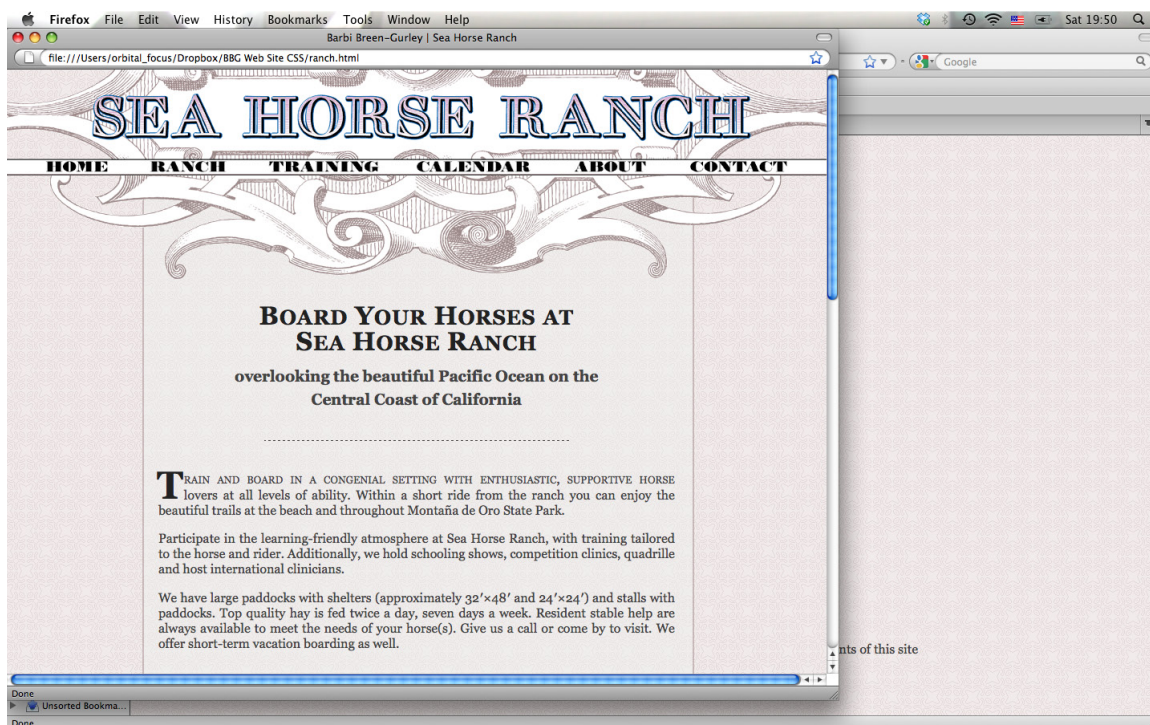 Firefox File Edit View History Bookmarks Tools Window Help Sat 19:50
Barbi Breen-Gurley | Sea Horse Ranch
file:///Users/orbital_focus/Dropbox/BBG Web Site CSS/ranch.html
Google
SEA HORSE RANCH
HOME RANCH TRAINING CALENDAR ABOUT CONTACT
BOARD YOUR HORSES AT
SEA HORSE RANCH
overlooking the beautiful Pacific Ocean on the
Central Coast of California
TRAIN AND BOARD IN A CONGENIAL SETTING WITH ENTHUSIASTIC, SUPPORTIVE HORSE
lovers at all levels of ability. Within a short ride from the ranch you can enjoy the
beautiful trails at the beach and throughout Montaña de Oro State Park.
Participate in the learning-friendly atmosphere at Sea Horse Ranch, with training tailored
to the horse and rider. Additionally, we hold schooling shows, competition clinics, quadrille
and host international clinicians.
We have large paddocks with shelters (approximately 32′×48′ and 24′×24′) and stalls with
paddocks. Top quality hay is fed twice a day, seven days a week. Resident stable help are
always available to meet the needs of your horse(s). Give us a call or come by to visit. We
offer short-term vacation boarding as well.
nts of this site
Done
Unsorted Bookma...
Done